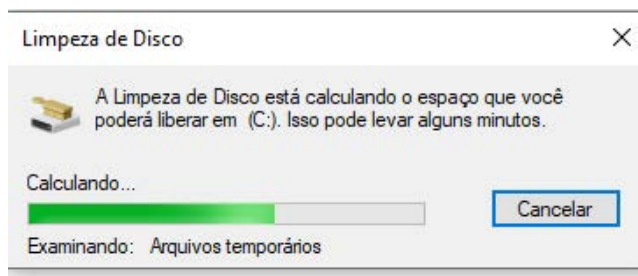 Limpeza de Disco
A Limpeza de Disco está calculando o espaço que você
poderá liberar em (C:). Isso pode levar alguns minutos.
Calculando...
Cancelar
Examinando: Arquivos temporários